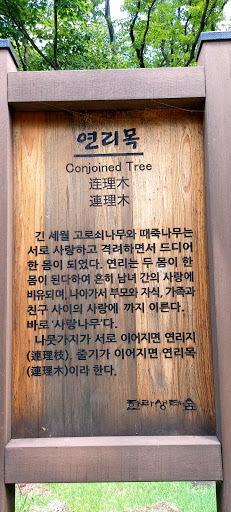 연리목
Conjoined Tree
连理木
連理木
긴 세월 고로쇠나무와 때죽나무는
서로 사랑하고 격려하면서 드디어
한 몸이 되었다. 연리는 두 몸이 한
몸이 된다하여 흔히 남녀 간의 사랑에
비유되며, 나아가서 부모와 자식, 가족과
친구 사이의 사랑에 까지 이른다.
바로 '사랑나무'다.
나뭇가지가 서로 이어지면 연리지
(連理枝), 줄기가 이어지면 연리목
(連理木)이라 한다.
한라생태숲